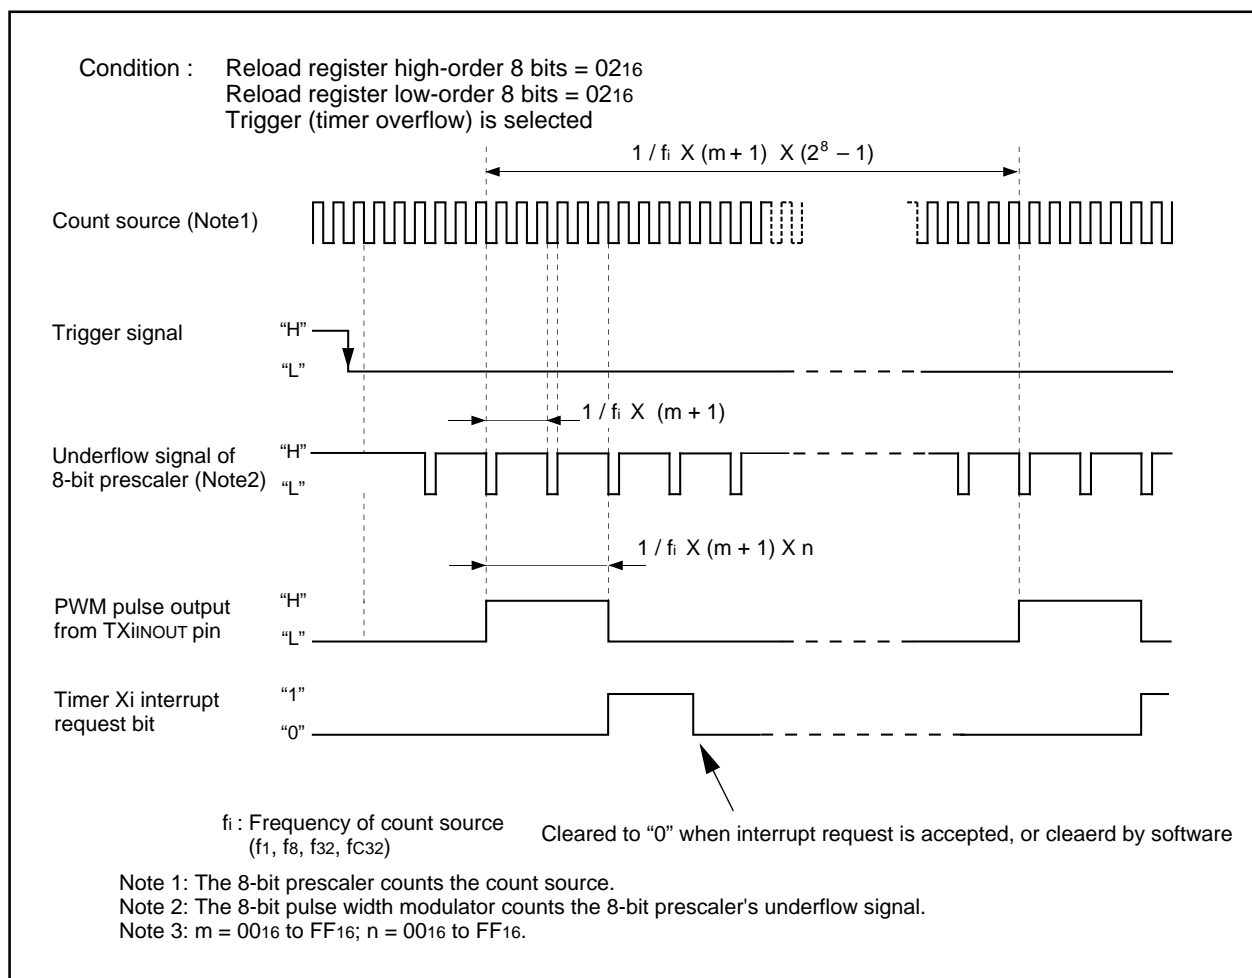 Condition : Reload register high-order 8 bits = 0216
Reload register low-order 8 bits = 0216
Trigger (timer overflow) is selected
1 / fi X (m + 1) X (2^8 – 1)
Count source (Note1)
Trigger signal
“H”
“L”
1 / fi X (m + 1)
Underflow signal of
8-bit prescaler (Note2)
“H”
“L”
1 / fi X (m + 1) X n
PWM pulse output
from TXiINOUT pin
“H”
“L”
Timer Xi interrupt
request bit
“1”
“0”
fi : Frequency of count source
(f1, f8, f32, fC32)
Cleared to “0” when interrupt request is accepted, or cleaerd by software
Note 1: The 8-bit prescaler counts the count source.
Note 2: The 8-bit pulse width modulator counts the 8-bit prescaler's underflow signal.
Note 3: m = 0016 to FF16; n = 0016 to FF16.